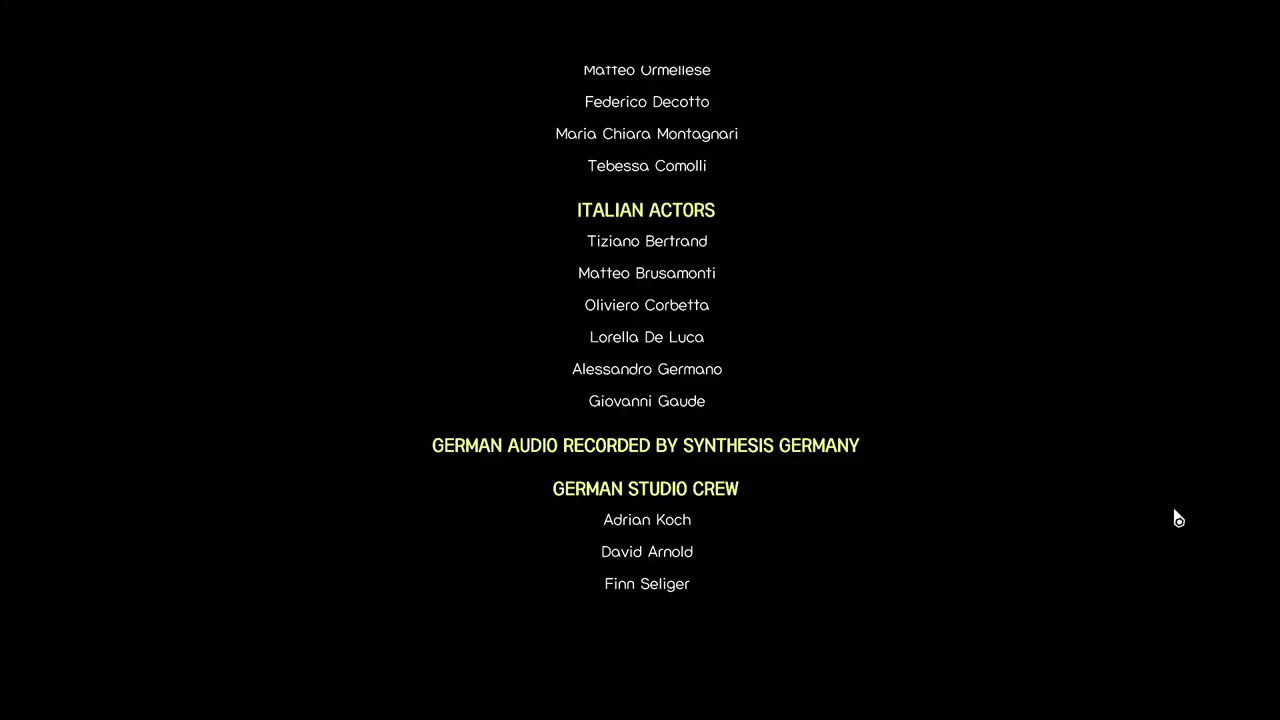 Matteo Ormellese
Federico Decotto
Maria Chiara Montagnari
Tebessa Comolli
ITALIAN ACTORS
Tiziano Bertrand
Matteo Brusamonti
Oliviero Corbetta
Lorella De Luca
Alessandro Germano
Giovanni Gaude
GERMAN AUDIO RECORDED BY SYNTHESIS GERMANY
GERMAN STUDIO CREW
Adrian Koch
David Arnold
Finn Seliger